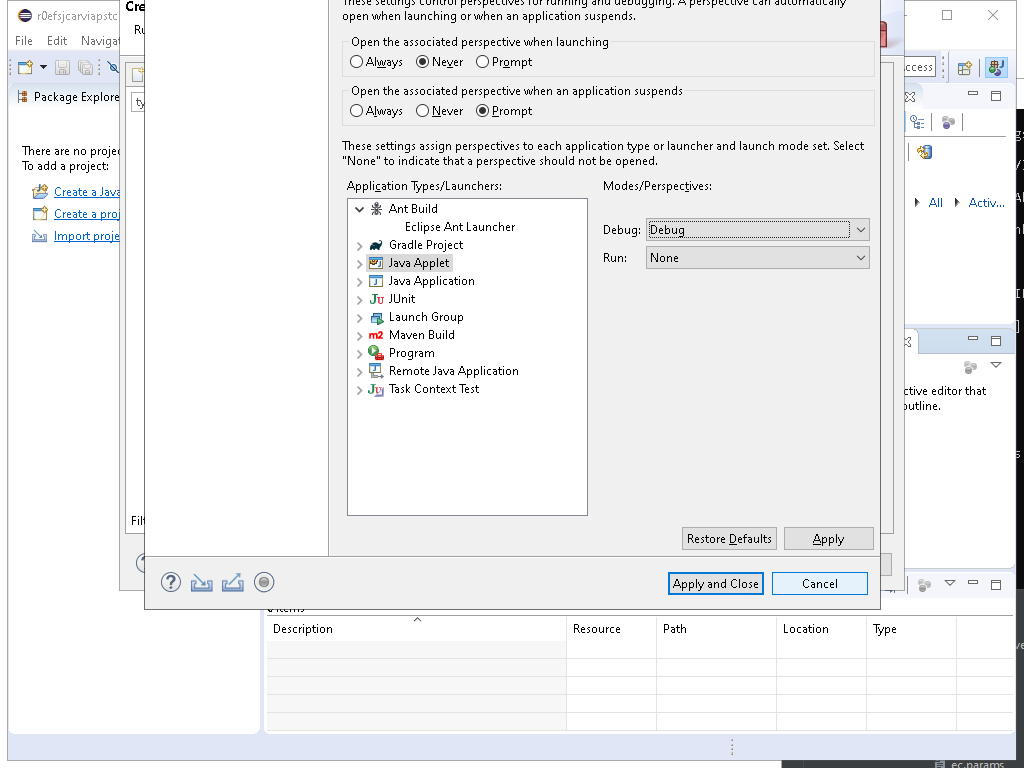 These settings control perspectives for running and debugging. A perspective can automatically
open when launching or when an application suspends.
Open the associated perspective when launching
Always Never Prompt
Open the associated perspective when an application suspends
Always Never Prompt
These settings assign perspectives to each application type or launcher and launch mode set. Select
"None" to indicate that a perspective should not be opened.
Application Types/Launchers:
Modes/Perspectives:
Ant Build
Eclipse Ant Launcher
Gradle Project
Java Applet
Java Application
JUnit
Launch Group
Maven Build
Program
Remote Java Application
Task Context Test
Debug: Debug
Run: None
Restore Defaults Apply
Apply and Close Cancel
r0efsjcarviapstc
File Edit Navigat
Package Explore
There are no projec
To add a project:
Create a Java
Create a proj
Import proje
Cre
Ru
ty
Filt
ccess
All Activ...
ctive editor that
outline.
Description Resource Path Location Type
ec.params